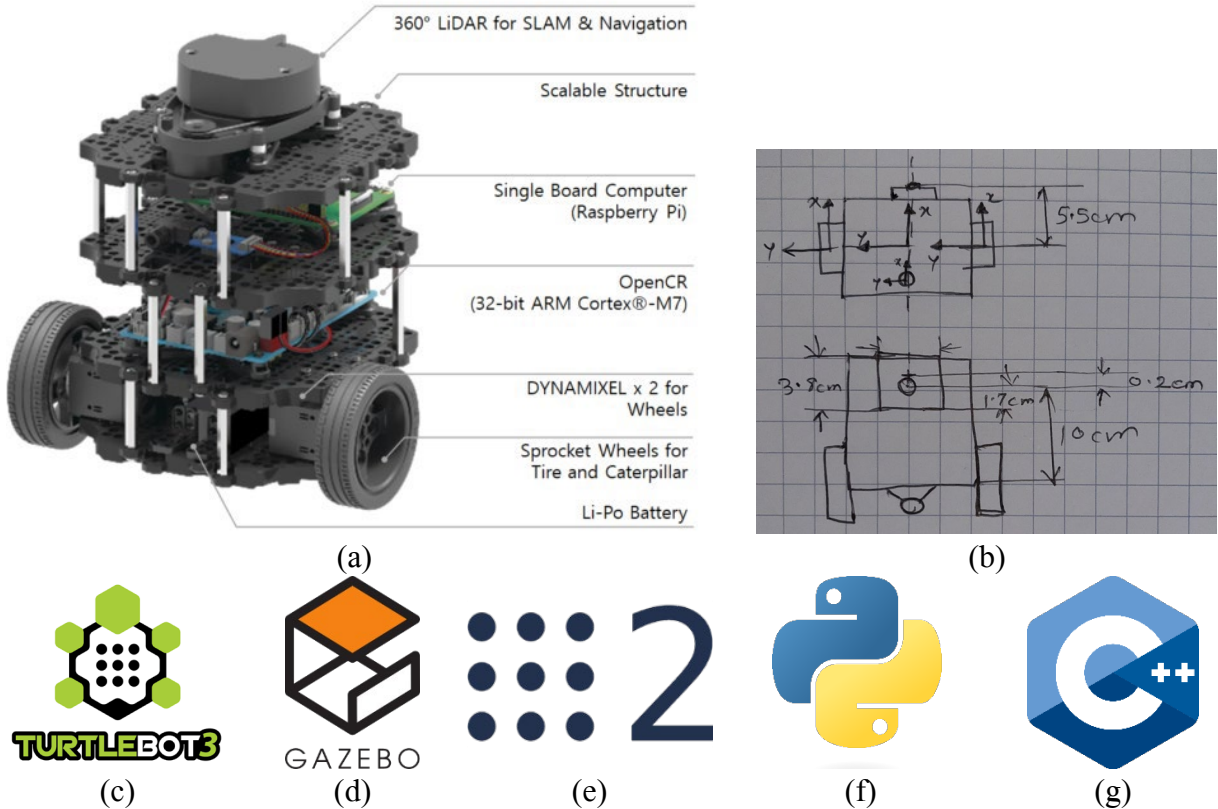 360° LiDAR for SLAM & Navigation
Scalable Structure
Single Board Computer
(Raspberry Pi)
OpenCR
(32-bit ARM Cortex®-M7)
DYNAMIXEL x 2 for
Wheels
Sprocket Wheels for
Tire and Caterpillar
Li-Po Battery
(a)
x
x
x
5.5cm
Y
Y
Y
x
Y
3.8cm
0.2cm
1.7cm
10cm
(b)
TURTLEBOT3
(c)
GAZEBO
(d)
2
(e)
(f)
C++
(g)